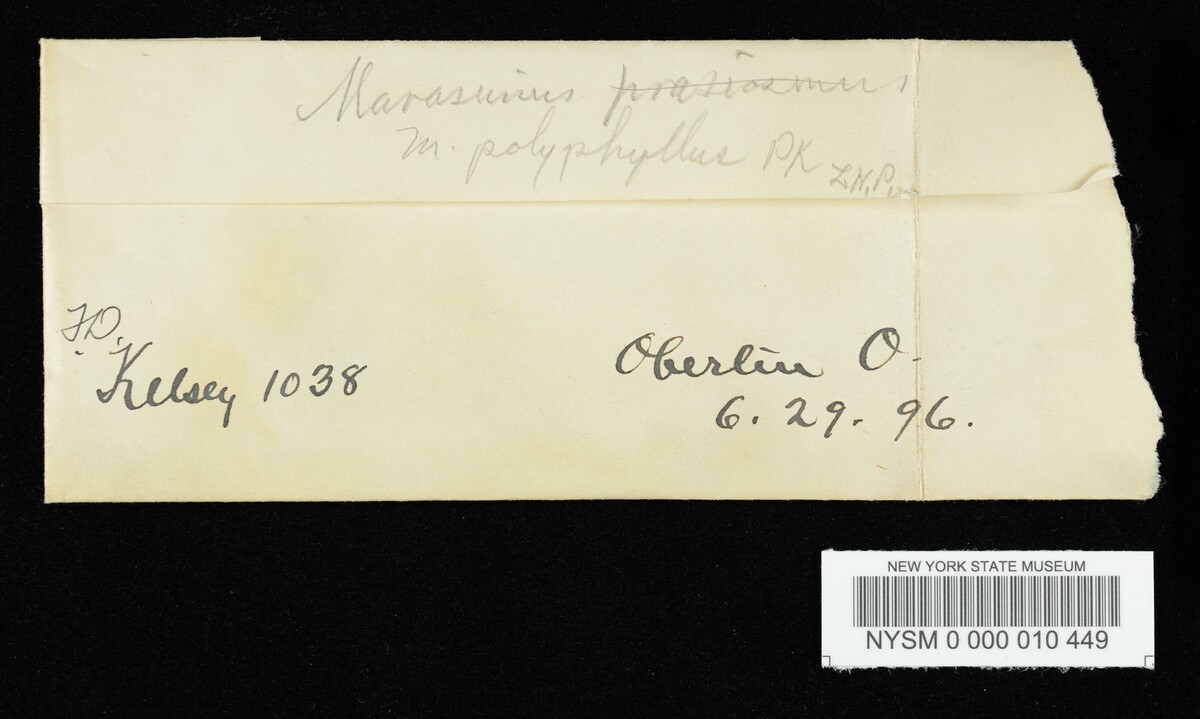 Marasmius prasiosmus
M. polyphyllus PK
F.D.
Kelsey 1038
Oberlin O.
6. 29. 96.
NEW YORK STATE MUSEUM
NYSM 0 000 010 449